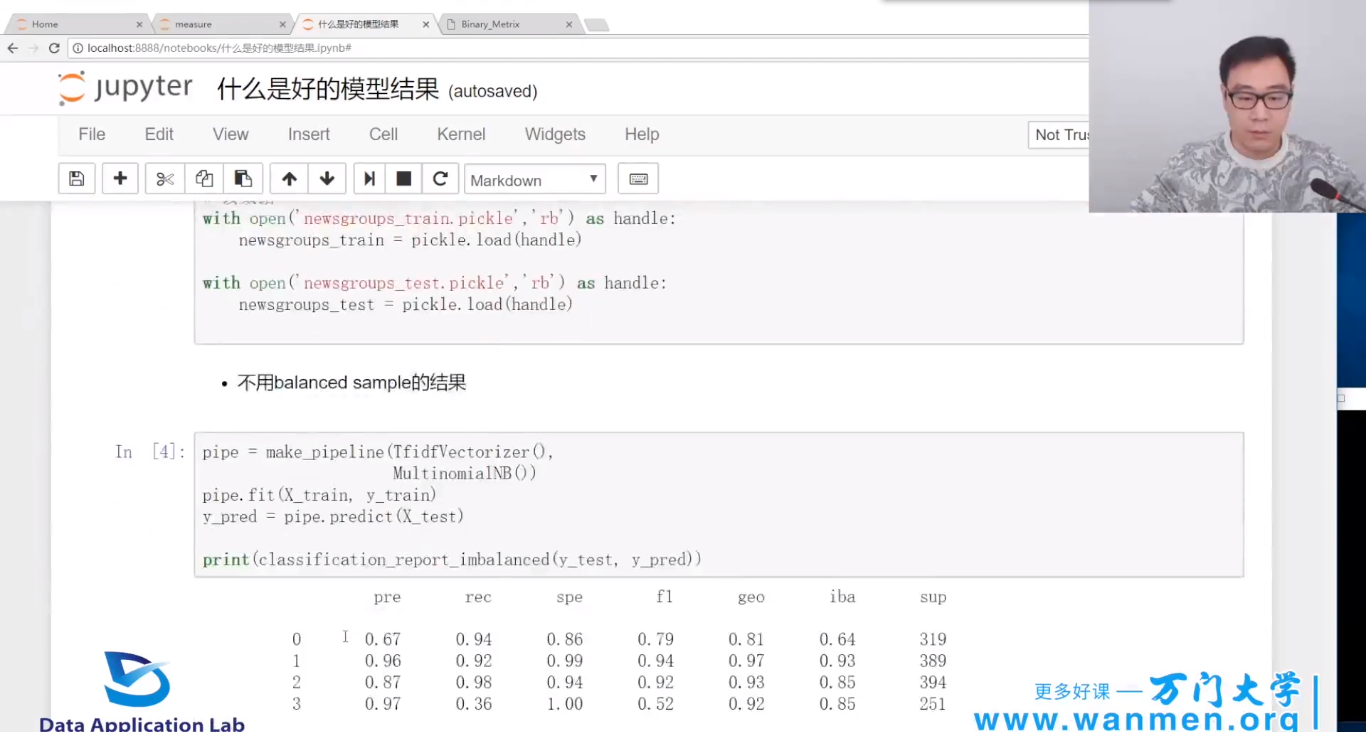 Home
measure
什么是好的模型结果
Binary_Metrix
localhost:8888/notebooks/什么是好的模型结果.ipynb#
jupyter 什么是好的模型结果 (autosaved)
File Edit View Insert Cell Kernel Widgets Help
Not Tru
Markdown
with open('newsgroups_train.pickle','rb') as handle:
newsgroups_train = pickle.load(handle)
with open('newsgroups_test.pickle','rb') as handle:
newsgroups_test = pickle.load(handle)
• 不用balanced sample的结果
In [4]: pipe = make_pipeline(TfidfVectorizer(),
MultinomialNB())
pipe.fit(X_train, y_train)
y_pred = pipe.predict(X_test)
print(classification_report_imbalanced(y_test, y_pred))
pre rec spe f1 geo iba sup
0 0.67 0.94 0.86 0.79 0.81 0.64 319
1 0.96 0.92 0.99 0.94 0.97 0.93 389
2 0.87 0.98 0.94 0.92 0.93 0.85 394
3 0.97 0.36 1.00 0.52 0.92 0.85 251
Data Application Lab
更多好课 — 万门大学
www.wanmen.org